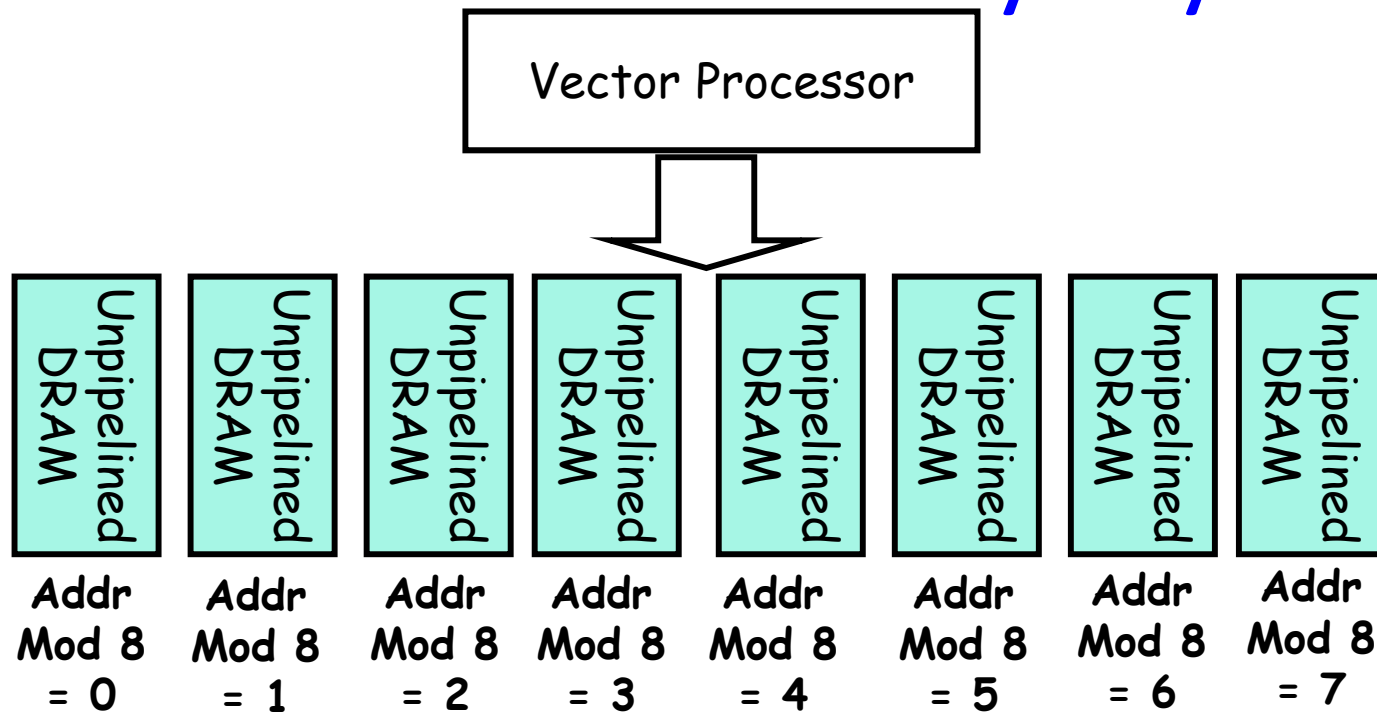 Vector Processor
Unpipelined
DRAM
Unpipelined
DRAM
Unpipelined
DRAM
Unpipelined
DRAM
Unpipelined
DRAM
Unpipelined
DRAM
Unpipelined
DRAM
Unpipelined
DRAM
Addr
Mod 8
= 0
Addr
Mod 8
= 1
Addr
Mod 8
= 2
Addr
Mod 8
= 3
Addr
Mod 8
= 4
Addr
Mod 8
= 5
Addr
Mod 8
= 6
Addr
Mod 8
= 7